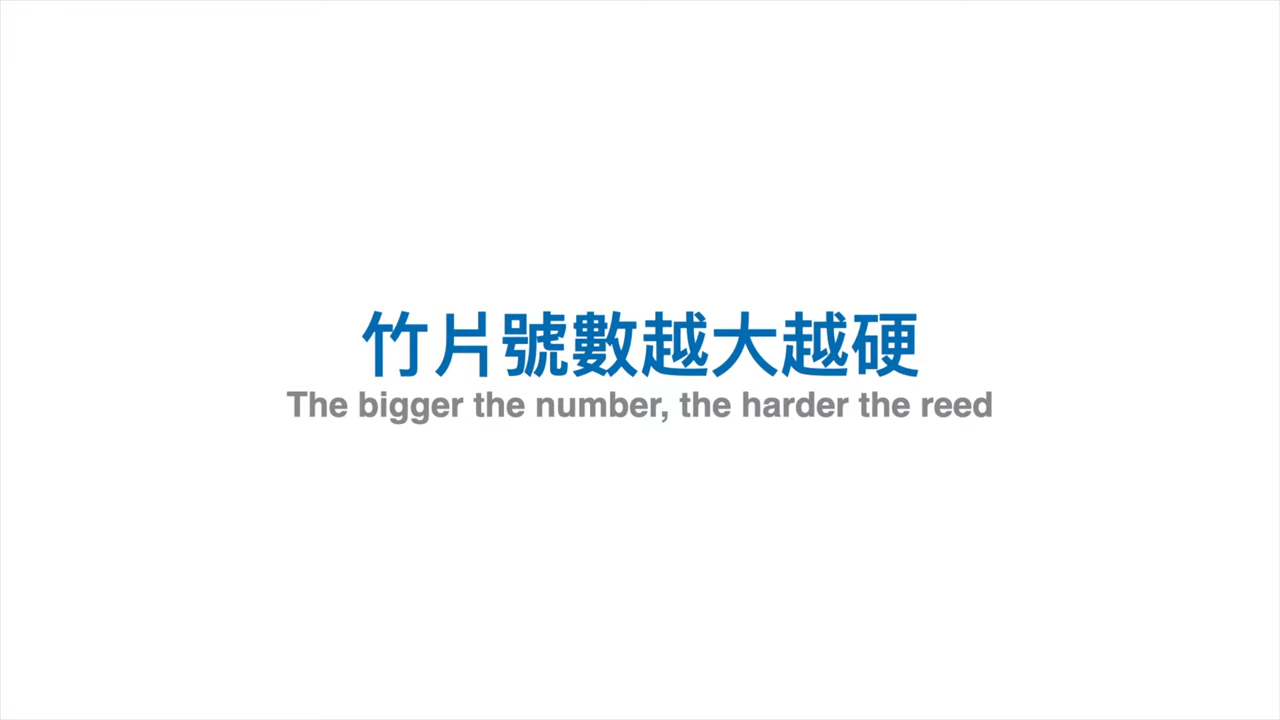 竹片號數越大越硬
The bigger the number, the harder the reed